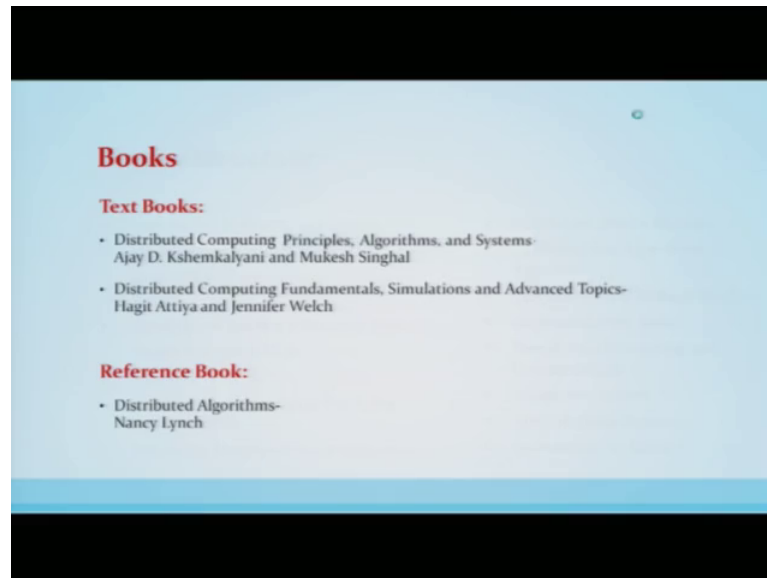 Books
Text Books:
• Distributed Computing Principles, Algorithms, and Systems-
Ajay D. Kshemkalyani and Mukesh Singhal
• Distributed Computing Fundamentals, Simulations and Advanced Topics-
Hagit Attiya and Jennifer Welch
Reference Book:
• Distributed Algorithms-
Nancy Lynch